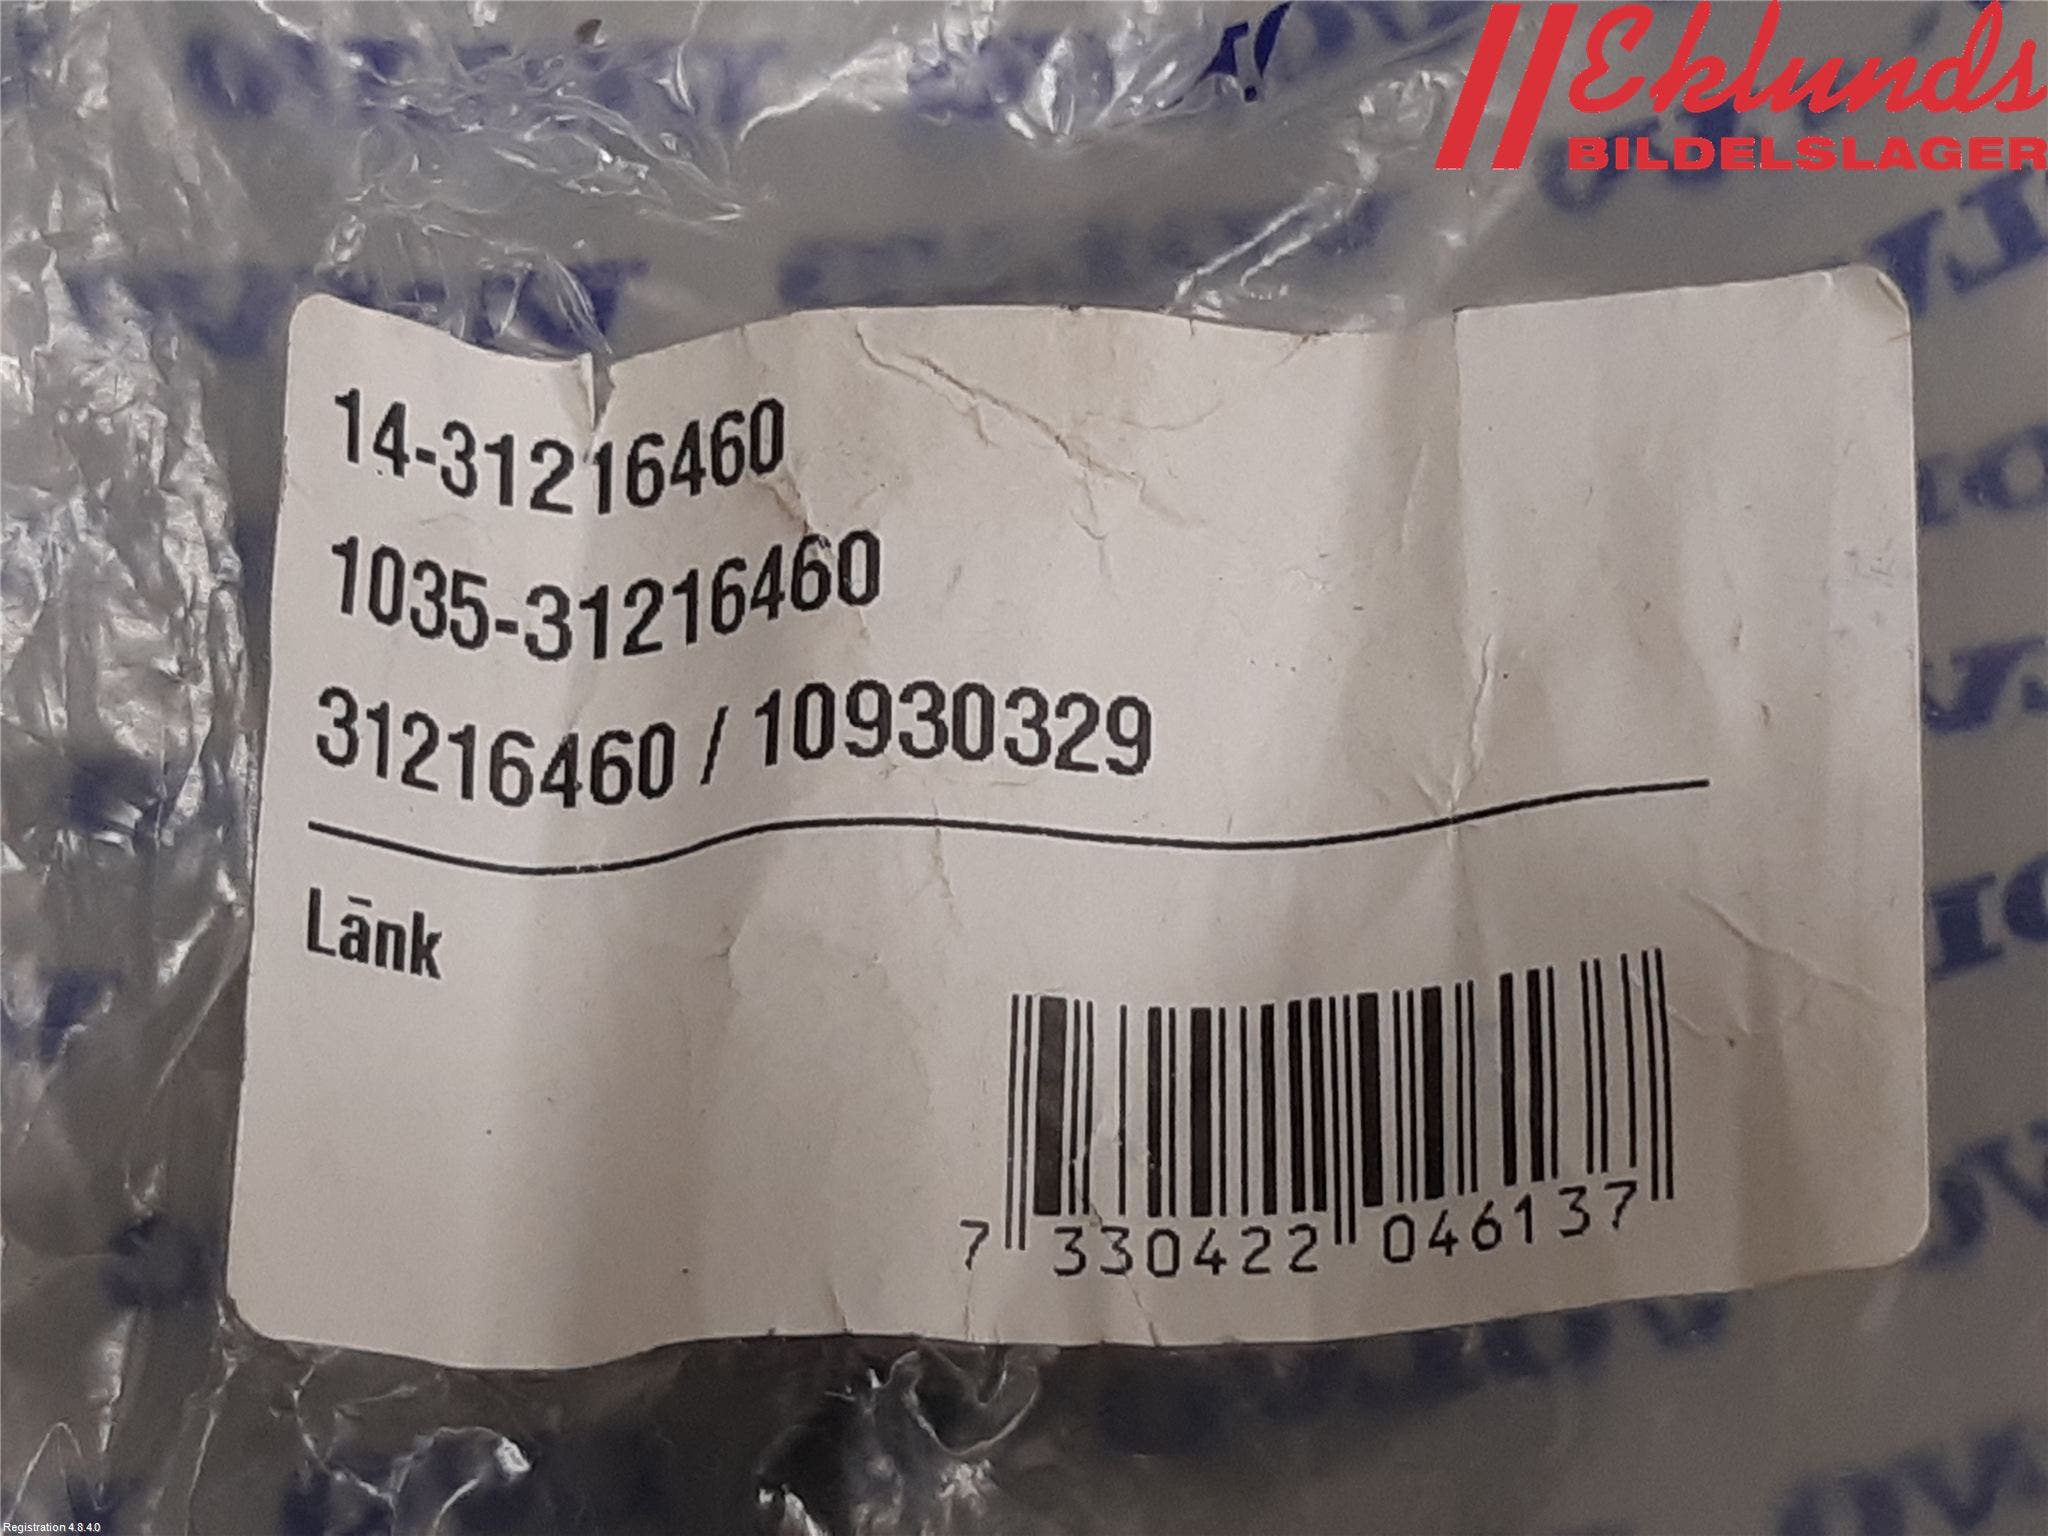 Eklunds
BILDELSLAGER
14-31216460
1035-31216460
31216460 / 10930329
Länk
7 330422 046137
Registration 4.8.4.0